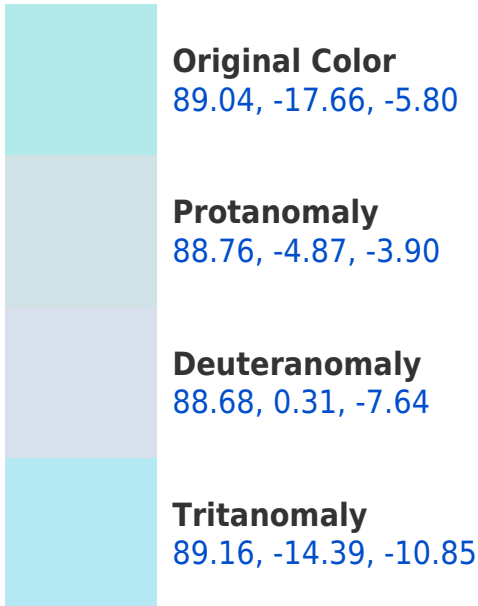 Original Color
89.04, -17.66, -5.80
Protanomaly
88.76, -4.87, -3.90
Deuteranomaly
88.68, 0.31, -7.64
Tritanomaly
89.16, -14.39, -10.85